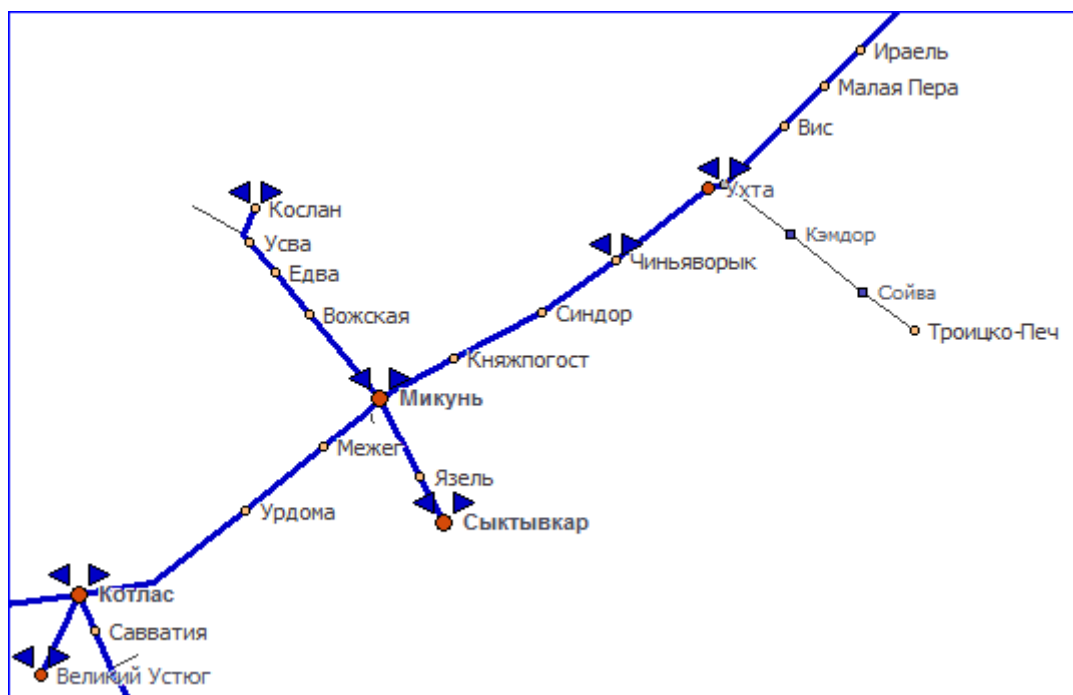 Ираель
Малая Пера
Вис
Ухта
Кослан
Кэмдор
Усва
Чиньяворык
Едва
Сойва
Вожская
Синдор
Троицко-Печ
Княжпогост
Микунь
Межег
Язель
Урдома
Сыктывкар
Котлас
Савватия
Великий Устюг